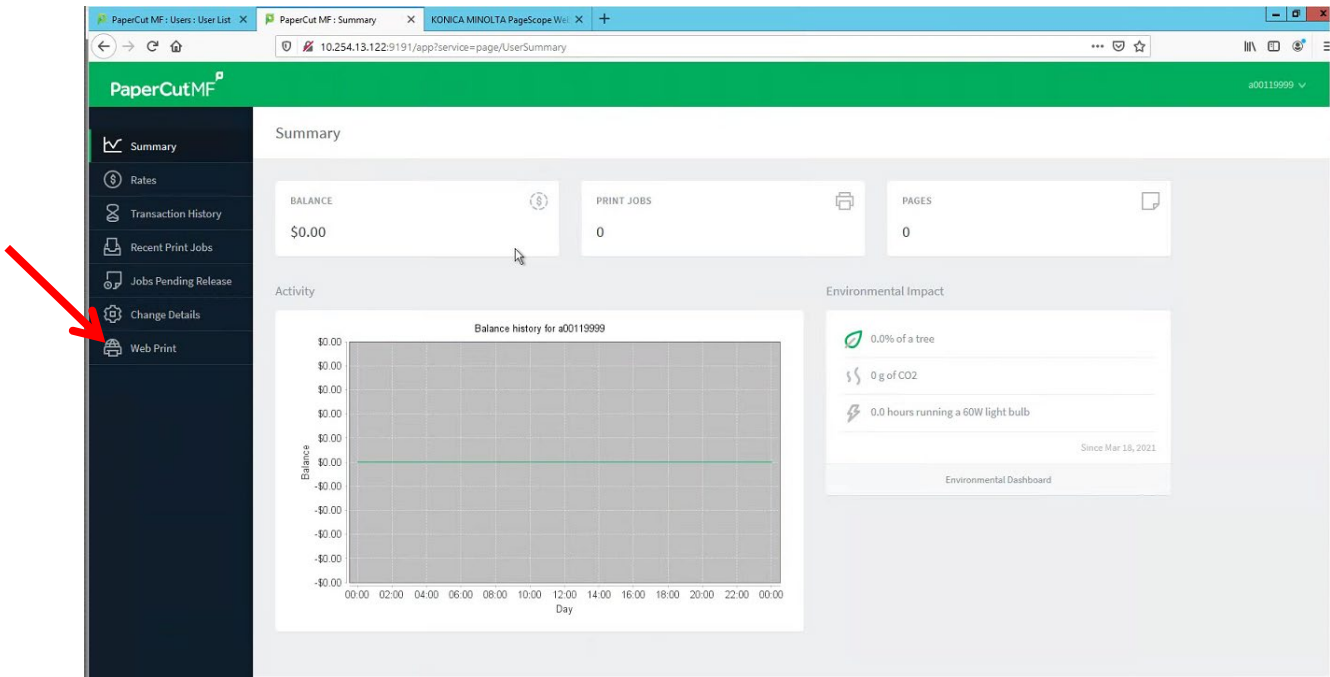 PaperCut MF : Users : User List
PaperCut MF : Summary
KONICA MINOLTA PageScope Wel
10.254.13.122:9191/app?service=page/UserSummary
PaperCutMF
a00119999
Summary
Rates
Transaction History
Recent Print Jobs
Jobs Pending Release
Change Details
Web Print
Summary
BALANCE
$0.00
PRINT JOBS
0
PAGES
0
Activity
Balance history for a00119999
$0.00
$0.00
$0.00
$0.00
$0.00
$0.00
-$0.00
-$0.00
-$0.00
-$0.00
-$0.00
Balance
00:00 02:00 04:00 06:00 08:00 10:00 12:00 14:00 16:00 18:00 20:00 22:00 00:00
Day
Environmental Impact
0.0% of a tree
0 g of CO2
0.0 hours running a 60W light bulb
Since Mar 18, 2021
Environmental Dashboard